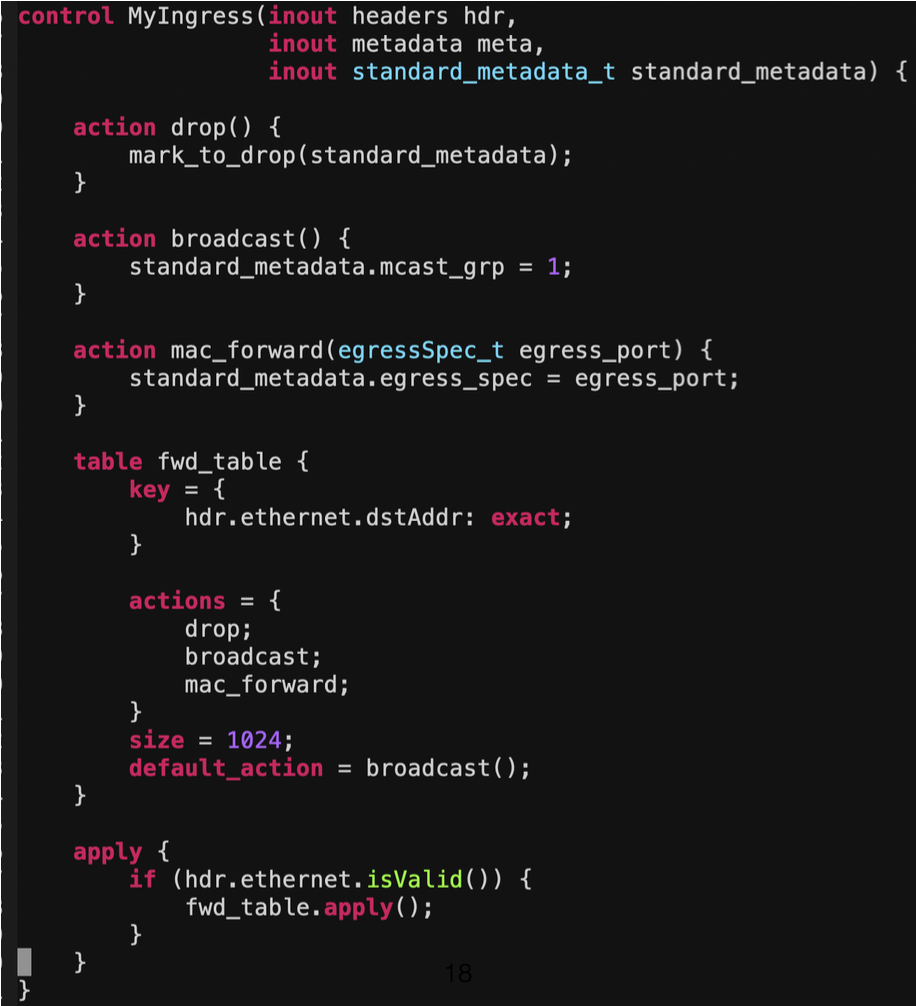 control MyIngress(inout headers hdr,
                  inout metadata meta,
                  inout standard_metadata_t standard_metadata) {

    action drop() {
        mark_to_drop(standard_metadata);
    }

    action broadcast() {
        standard_metadata.mcast_grp = 1;
    }

    action mac_forward(egressSpec_t egress_port) {
        standard_metadata.egress_spec = egress_port;
    }

    table fwd_table {
        key = {
            hdr.ethernet.dstAddr: exact;
        }

        actions = {
            drop;
            broadcast;
            mac_forward;
        }
        size = 1024;
        default_action = broadcast();
    }

    apply {
        if (hdr.ethernet.isValid()) {
            fwd_table.apply();
        }
    }
18
}